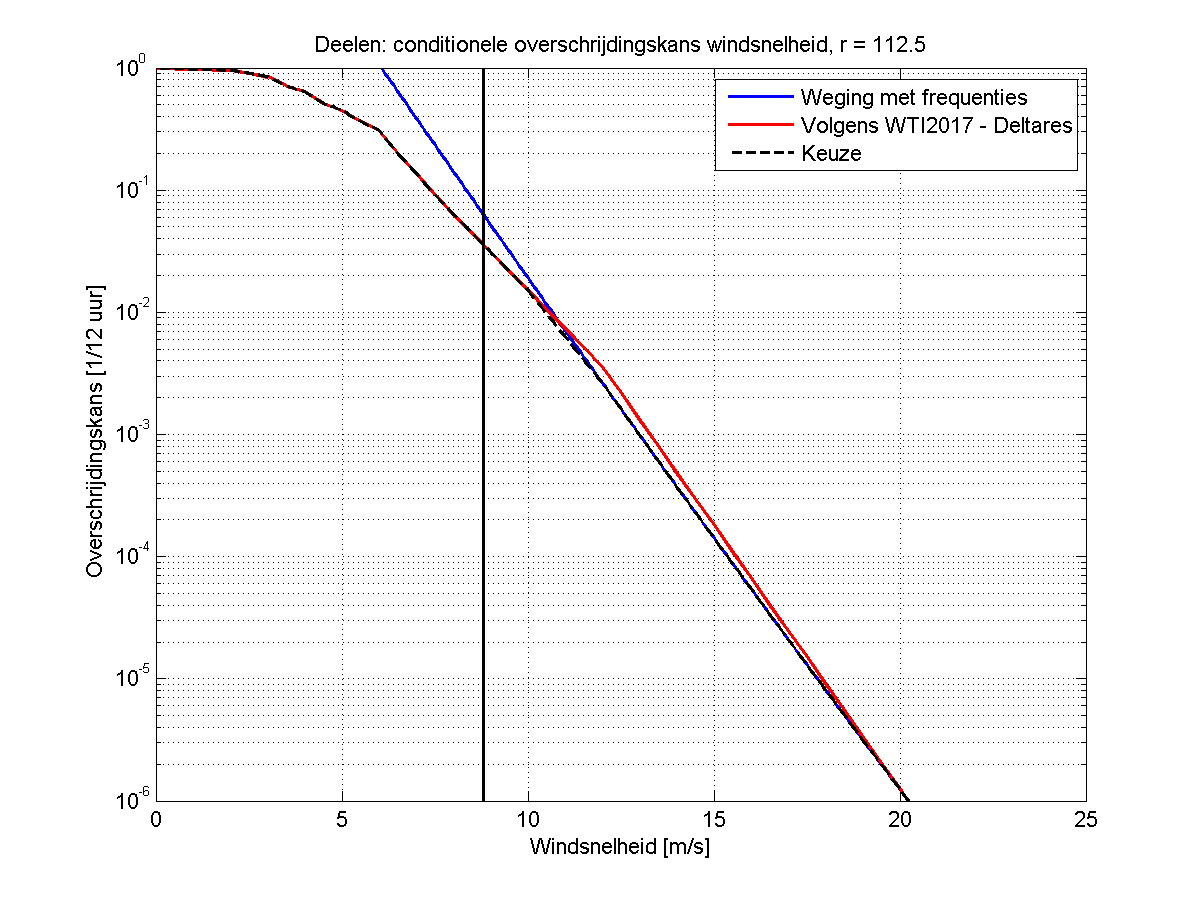 Deelen: conditionele overschrijdingskans windsnelheid, r = 112.5
Weging met frequenties
Volgens WTI2017 - Deltares
Keuze
Overschrijdingskans [1/12 uur]
10^0
10^-1
10^-2
10^-3
10^-4
10^-5
10^-6
0 5 10 15 20 25
Windsnelheid [m/s]